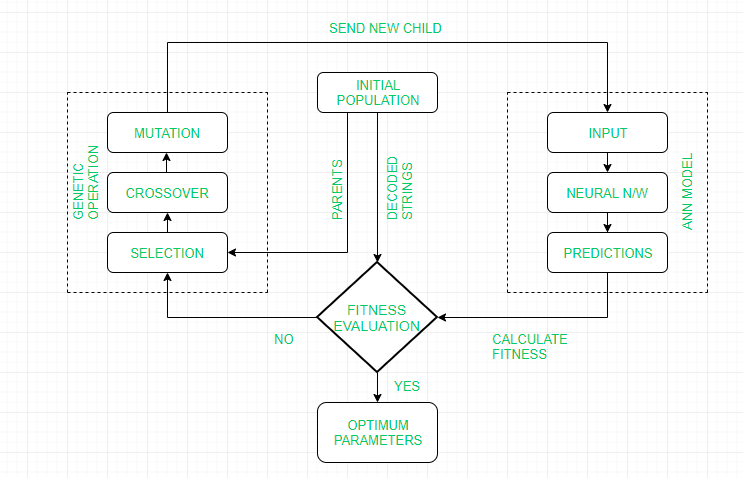 SEND NEW CHILD
INITIAL
POPULATION
MUTATION
CROSSOVER
SELECTION
GENETIC
OPERATION
PARENTS
DECODED
STRINGS
INPUT
NEURAL N/W
PREDICTIONS
ANN MODEL
FITNESS
EVALUATION
NO
CALCULATE
FITNESS
YES
OPTIMUM
PARAMETERS